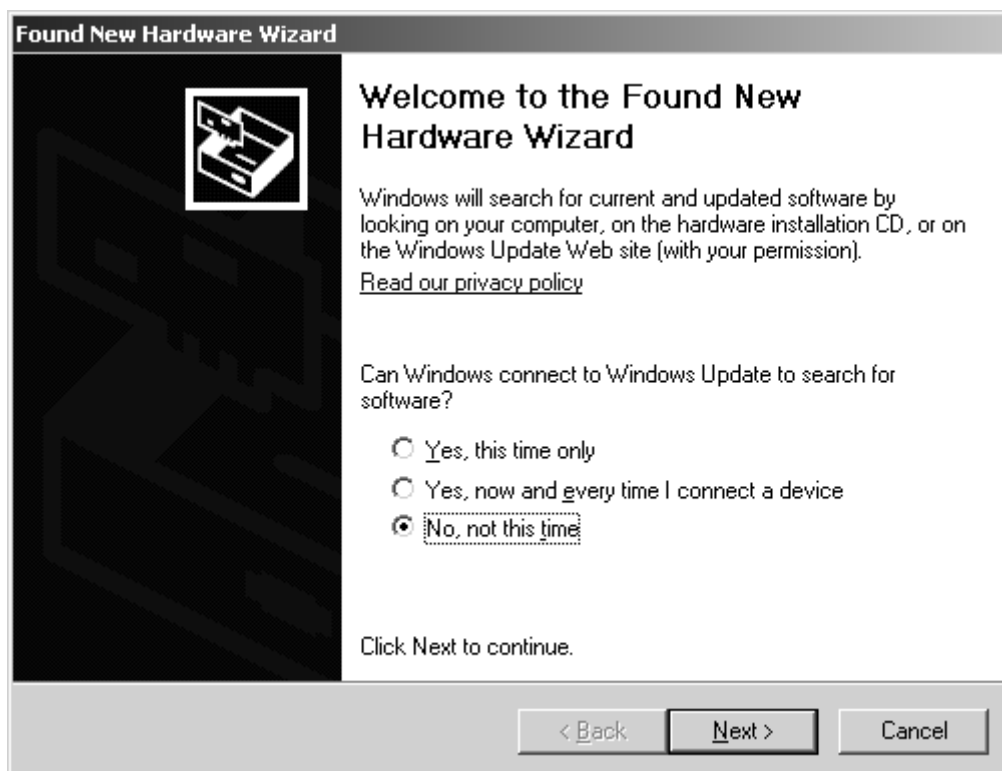 Found New Hardware Wizard
Welcome to the Found New
Hardware Wizard
Windows will search for current and updated software by
looking on your computer, on the hardware installation CD, or on
the Windows Update Web site (with your permission).
Read our privacy policy
Can Windows connect to Windows Update to search for
software?
Yes, this time only
Yes, now and every time I connect a device
No, not this time
Click Next to continue.
< Back Next > Cancel